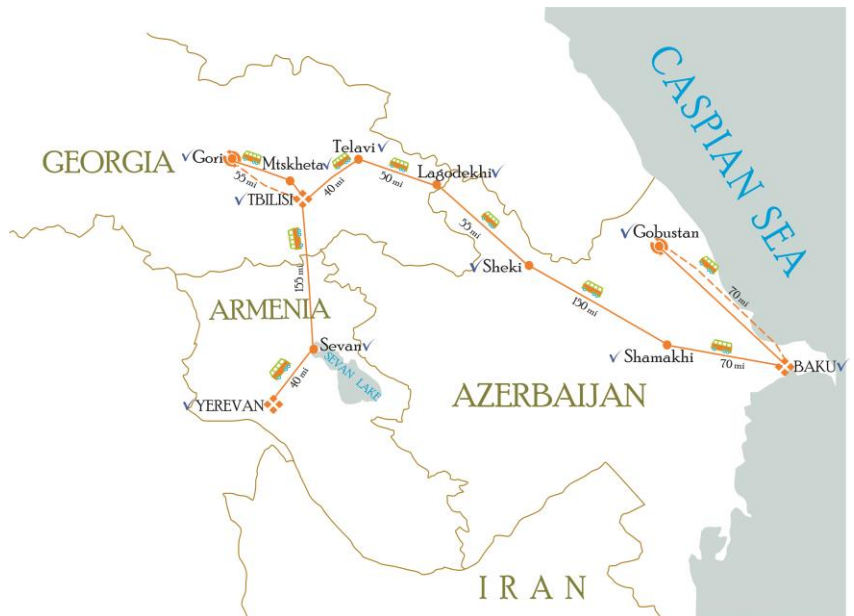 CASPIAN SEA
GEORGIA
Gori
Mtskheta
Telavi
Lagodekhi
55 mi
40 mi
50 mi
TBILISI
55 mi
Gobustan
Sheki
155 mi
70 mi
150 mi
ARMENIA
Sevan
SEVAN LAKE
40 mi
Shamakhi
70 mi
BAKU
YEREVAN
AZERBAIJAN
IRAN